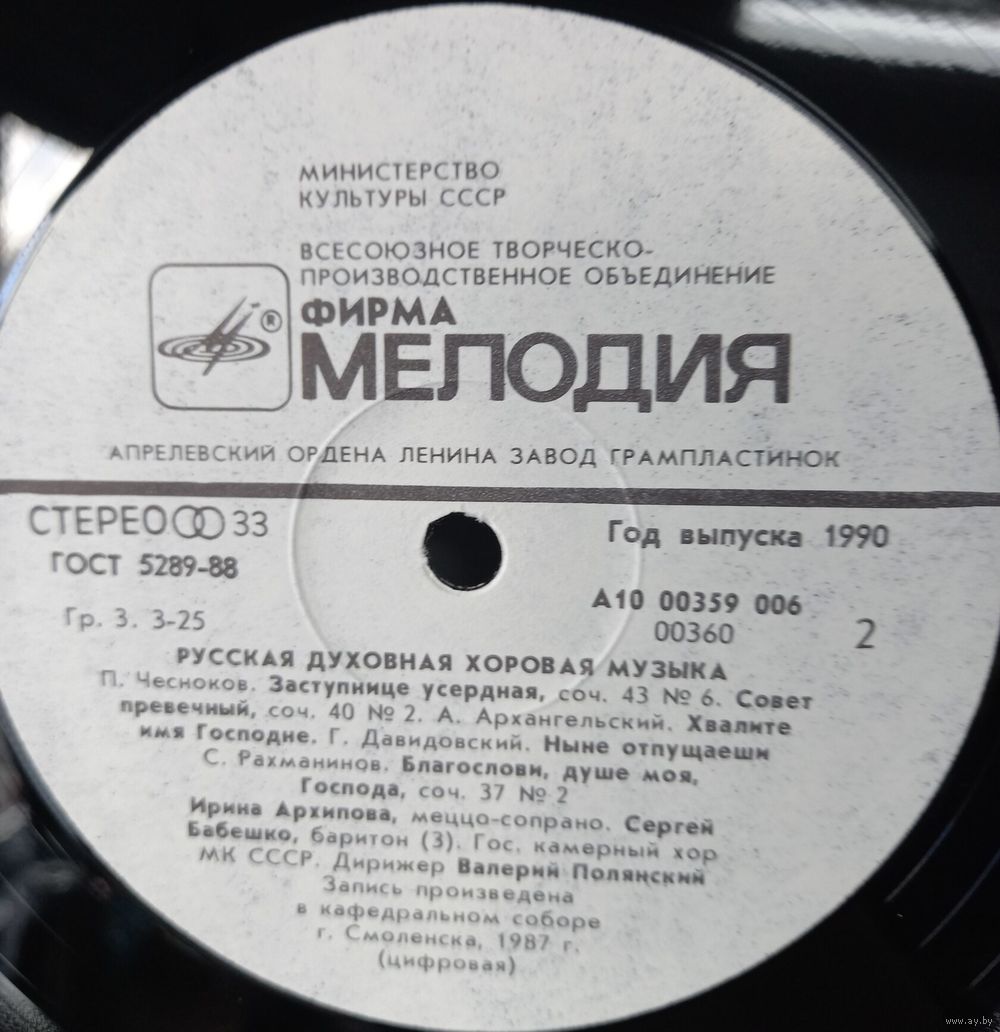 МИНИСТЕРСТВО
КУЛЬТУРЫ СССР
ВСЕСОЮЗНОЕ ТВОРЧЕСКО-
ПРОИЗВОДСТВЕННОЕ ОБЪЕДИНЕНИЕ
ФИРМА
®
МЕЛОДИЯ
АПРЕЛЕВСКИЙ ОРДЕНА ЛЕНИНА ЗАВОД ГРАМПЛАСТИНОК
СТЕРЕО 33
Год выпуска 1990
ГОСТ 5289-88
А10 00359 006
Гр. 3. 3-25
00360
2
РУССКАЯ ДУХОВНАЯ ХОРОВАЯ МУЗЫКА
П. Чесноков. Заступнице усердная, соч. 43 № 6. Совет
превечный, соч. 40 № 2. А. Архангельский. Хвалите
имя Господне. Г. Давидовский. Ныне отпущаеши
С. Рахманинов. Благослови, душе моя,
Господа, соч. 37 № 2
Ирина Архипова, меццо-сопрано. Сергей
Бабешко, баритон (3). Гос. камерный хор
МК СССР. Дирижер Валерий Полянский
Запись произведена
в кафедральном соборе
г. Смоленска, 1987 г.
(цифровая)
www.ay.by